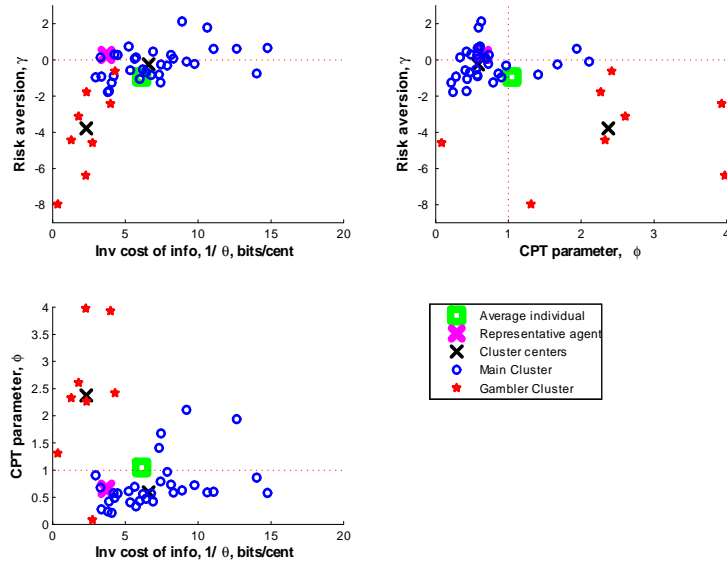 2
0
-2
-4
-6
-8
Risk aversion, γ
0 5 10 15 20
Inv cost of info, 1/ θ, bits/cent
2
0
-2
-4
-6
-8
Risk aversion, γ
0 1 2 3 4
CPT parameter, ϕ
4
3.5
3
2.5
2
1.5
1
0.5
0
CPT parameter, ϕ
0 5 10 15 20
Inv cost of info, 1/ θ, bits/cent
Average individual
Representative agent
Cluster centers
Main Cluster
Gambler Cluster